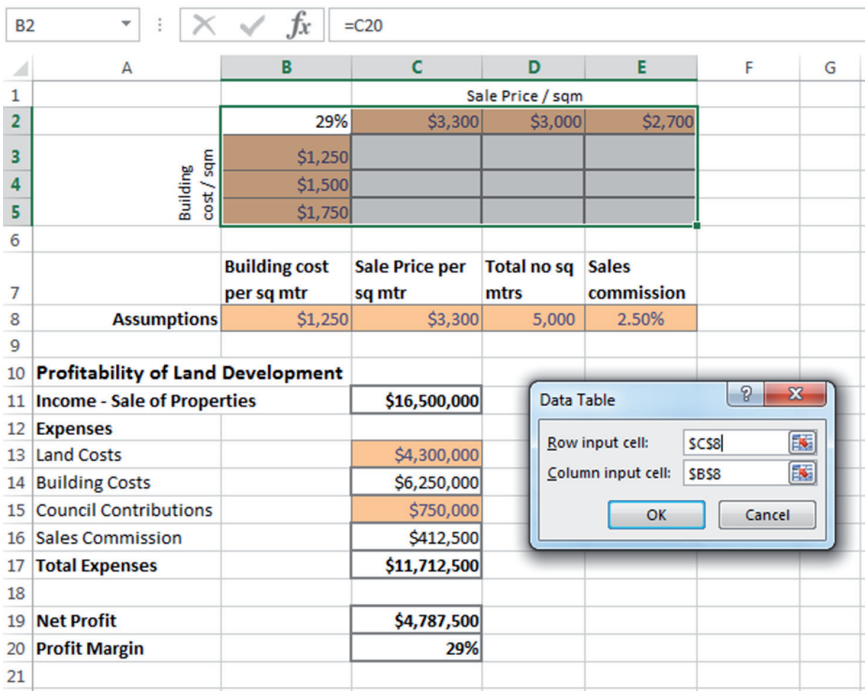 B2 fx =C20
A B C D E F G
1 Sale Price / sqm
2 29% $3,300 $3,000 $2,700
Building
cost / sqm
3 $1,250
4 $1,500
5 $1,750
6
Building cost Sale Price per Total no sq Sales
7 per sq mtr sq mtr mtrs commission
8 Assumptions $1,250 $3,300 5,000 2.50%
9
10 Profitability of Land Development
11 Income - Sale of Properties $16,500,000
12 Expenses
13 Land Costs $4,300,000
14 Building Costs $6,250,000
15 Council Contributions $750,000
16 Sales Commission $412,500
17 Total Expenses $11,712,500
18
19 Net Profit $4,787,500
20 Profit Margin 29%
21
Data Table ? X
Row input cell: $C$8
Column input cell: $B$8
OK Cancel